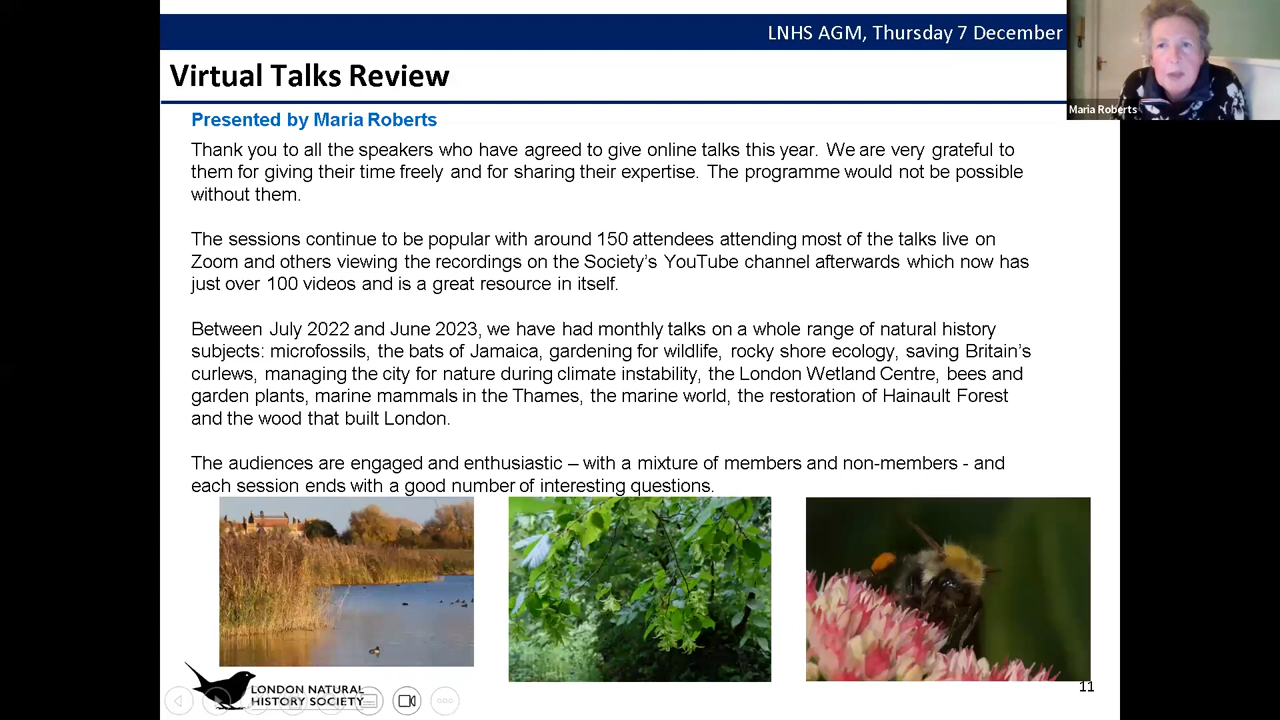 LNHS AGM, Thursday 7 December
Virtual Talks Review
Maria Roberts
Presented by Maria Roberts
Thank you to all the speakers who have agreed to give online talks this year. We are very grateful to
them for giving their time freely and for sharing their expertise. The programme would not be possible
without them.
The sessions continue to be popular with around 150 attendees attending most of the talks live on
Zoom and others viewing the recordings on the Society's YouTube channel afterwards which now has
just over 100 videos and is a great resource in itself.
Between July 2022 and June 2023, we have had monthly talks on a whole range of natural history
subjects: microfossils, the bats of Jamaica, gardening for wildlife, rocky shore ecology, saving Britain's
curlews, managing the city for nature during climate instability, the London Wetland Centre, bees and
garden plants, marine mammals in the Thames, the marine world, the restoration of Hainault Forest
and the wood that built London.
The audiences are engaged and enthusiastic – with a mixture of members and non-members - and
each session ends with a good number of interesting questions.
LONDON NATURAL
HISTORY SOCIETY
11